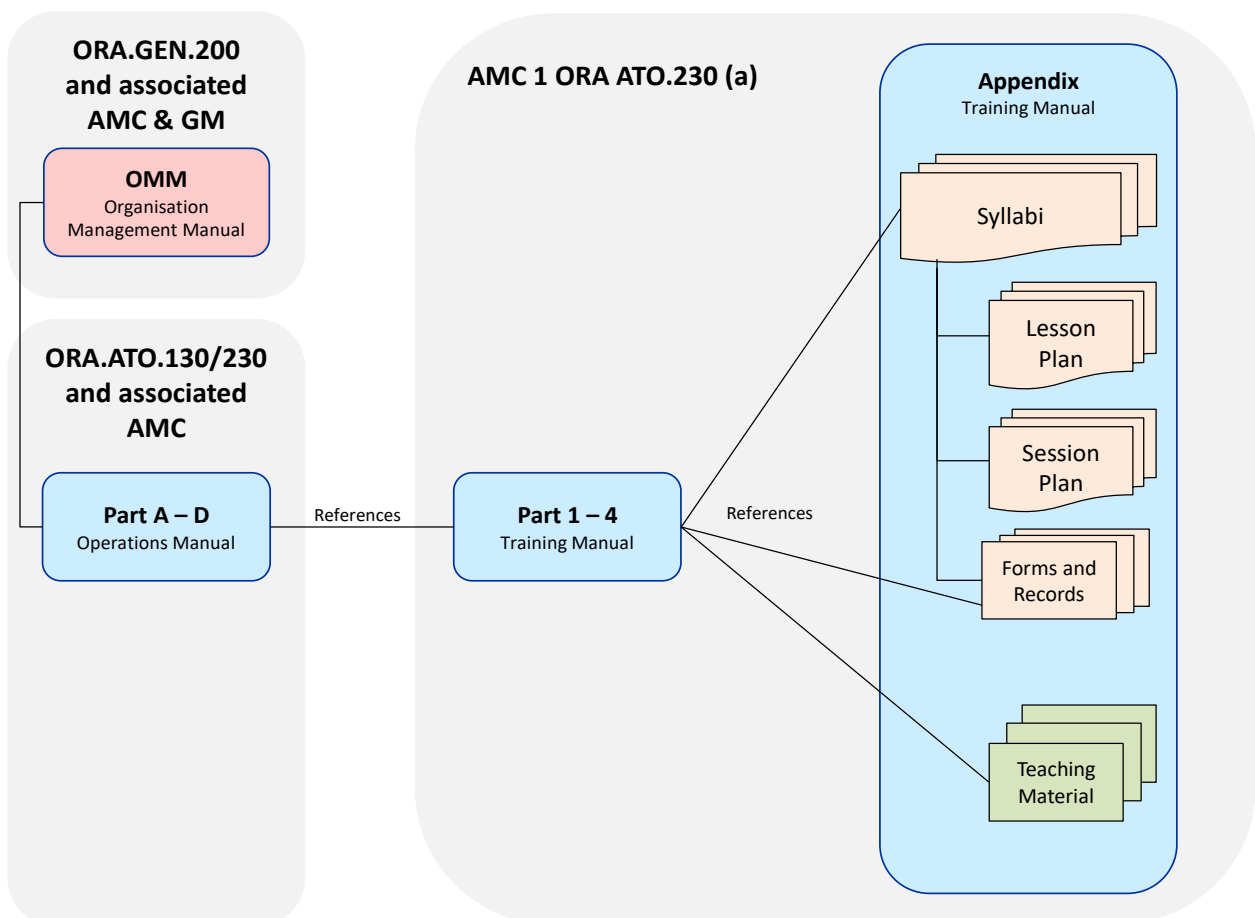 ORA.GEN.200
and associated
AMC & GM
OMM
Organisation
Management Manual
ORA.ATO.130/230
and associated
AMC
Part A – D
Operations Manual
References
AMC 1 ORA ATO.230 (a)
Part 1 – 4
Training Manual
References
Appendix
Training Manual
Syllabi
Lesson
Plan
Session
Plan
Forms and
Records
Teaching
Material